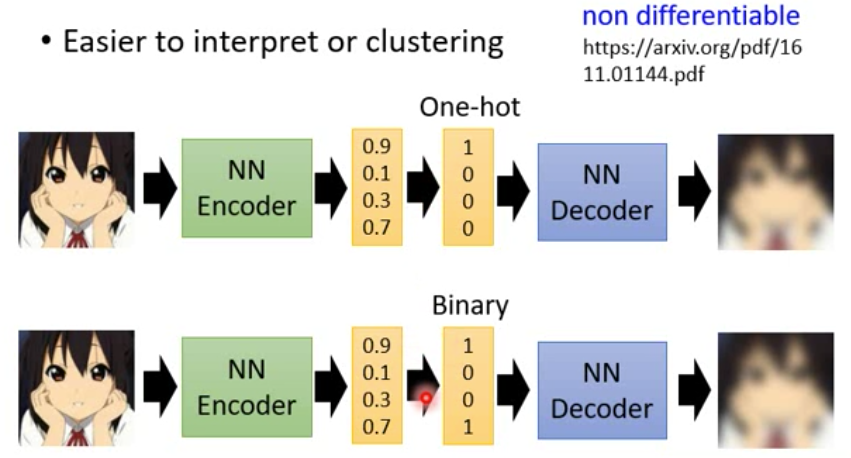 non differentiable
• Easier to interpret or clustering
https://arxiv.org/pdf/16
11.01144.pdf
One-hot
NN
Encoder
0.9
0.1
0.3
0.7
1
0
0
0
NN
Decoder
Binary
NN
Encoder
0.9
0.1
0.3
0.7
1
0
0
1
NN
Decoder